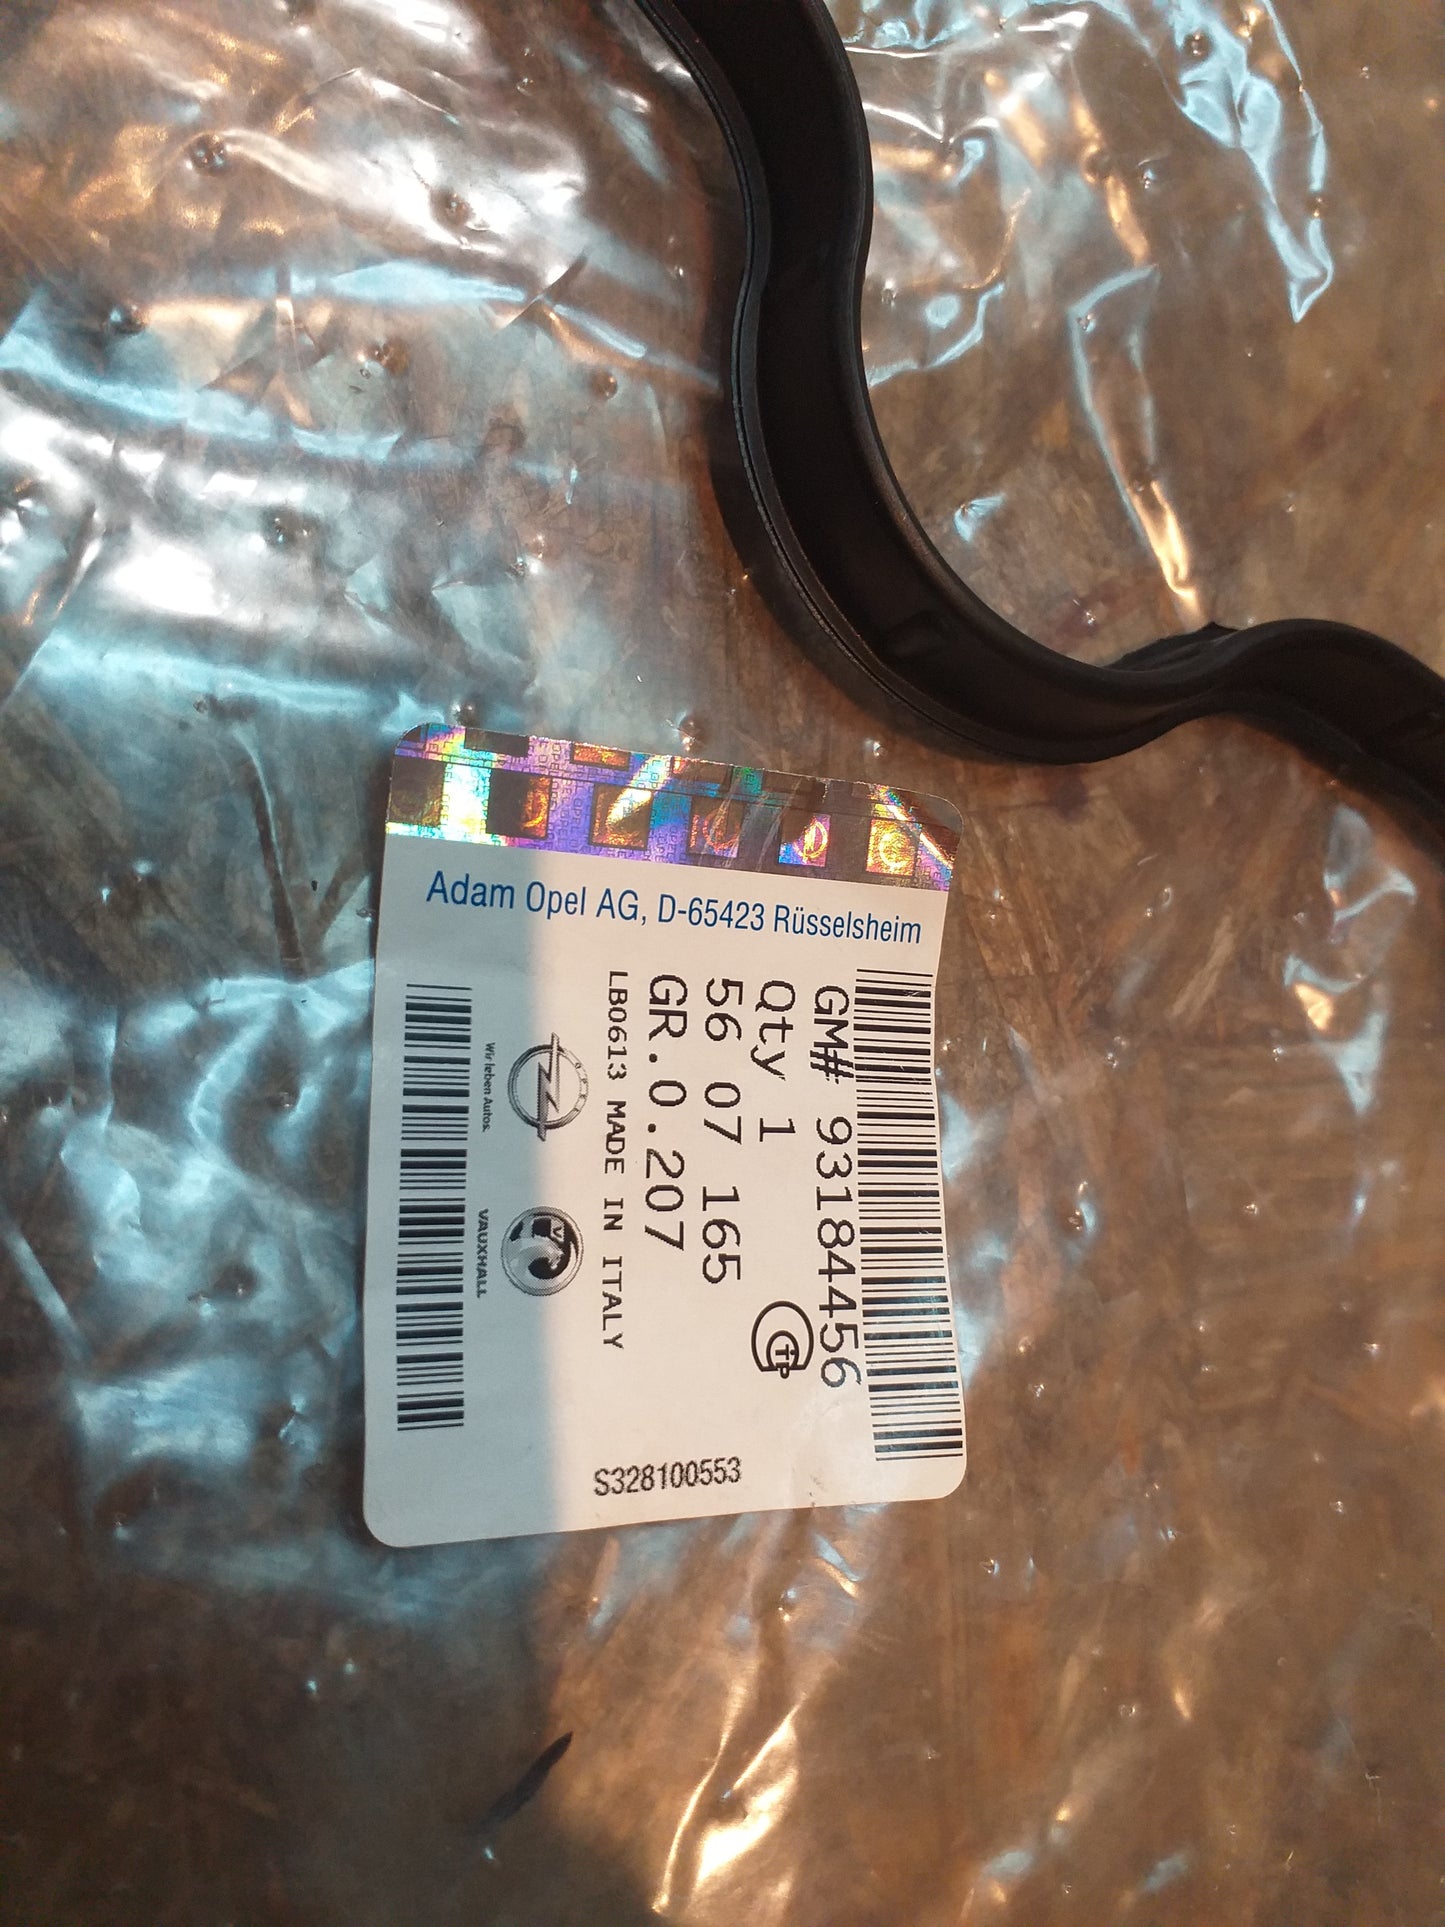 Adam Opel AG, D-65423 Rüsselsheim
GM# 93184456
Qty 1
56 07 165
GR.0.207
LB0613 MADE IN ITALY
OPEL
Wir leben Autos.
VAUXHALL
S328100553